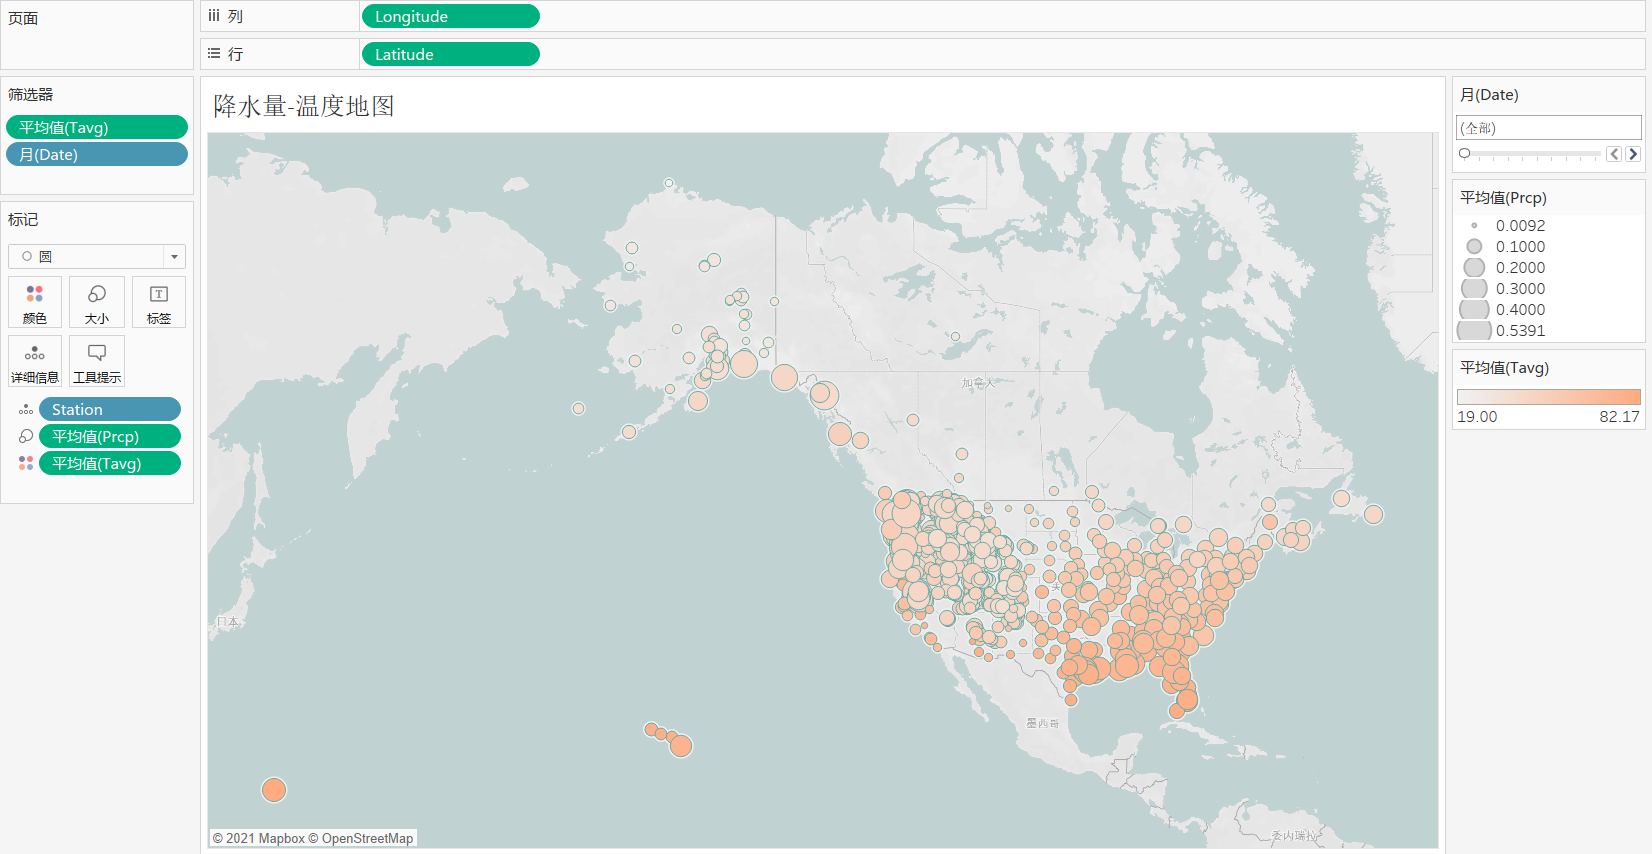 页面
列
Longitude
行
Latitude
筛选器
平均值(Tavg)
月(Date)
标记
圆
颜色
大小
标签
详细信息
工具提示
Station
平均值(Prcp)
平均值(Tavg)
降水量-温度地图
加拿大
日本
墨西哥
委内瑞拉
© 2021 Mapbox © OpenStreetMap
月(Date)
(全部)
平均值(Prcp)
0.0092
0.1000
0.2000
0.3000
0.4000
0.5391
平均值(Tavg)
19.00
82.17